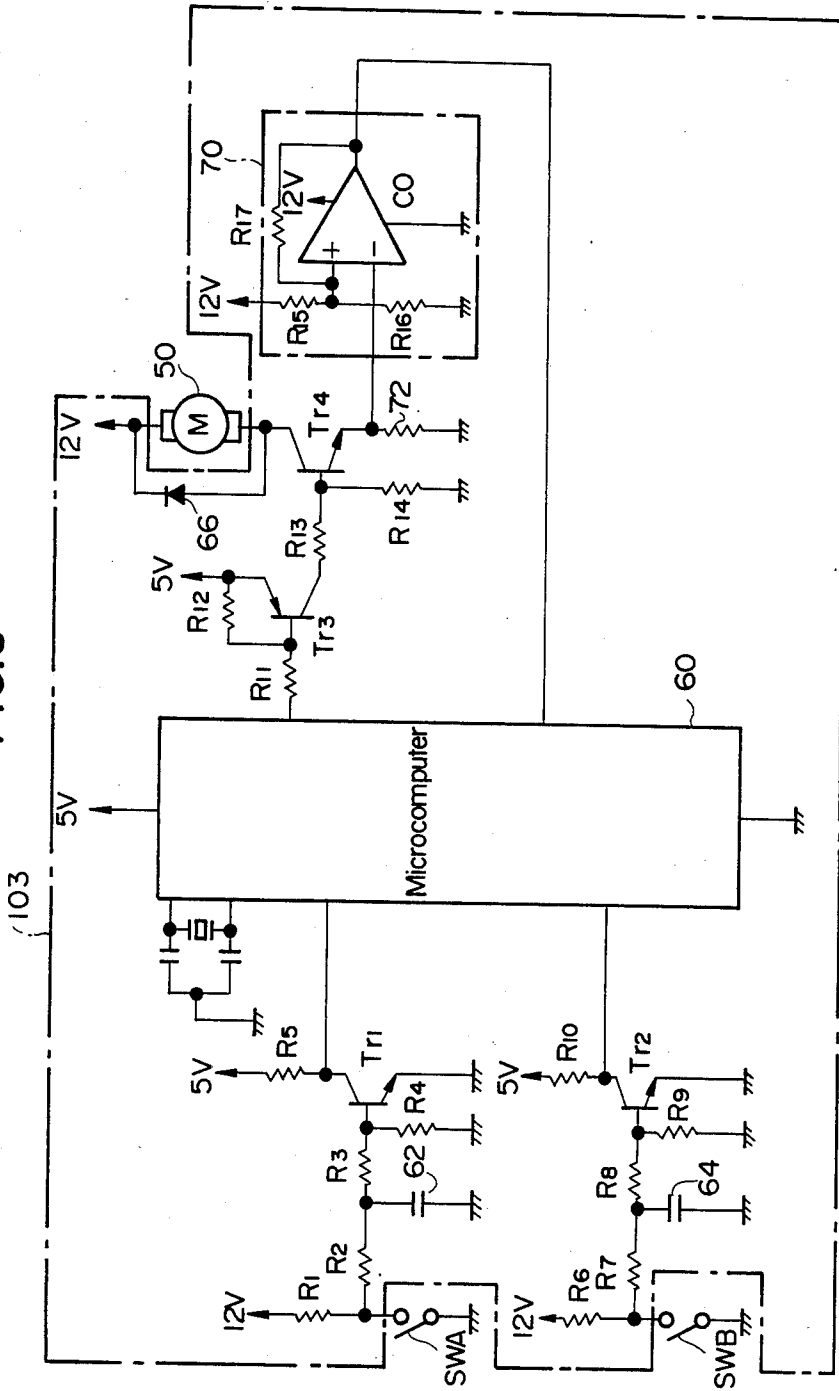 FIG.3
103
5V
12V
50
66
12V
70
R17
12V
CO
+
−
R15
R16
5V
R12
R11
Tr3
R13
Tr4
R14
72
Microcomputer
60
5V
R5
Tr1
R4
R3
62
R2
R1
12V
SWA
M
5V
R10
Tr2
R9
R8
64
R7
R6
12V
SWB